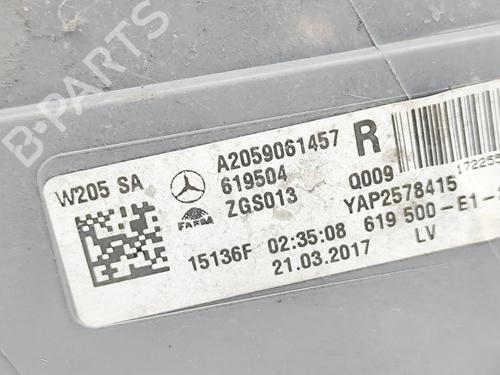 B-PARTS
W205 SA
A2059061457 R
619504 Q009
ZGS013 YAP2578415
FARBA
15136F 02:35:08 619 500-E1-
21.03.2017 LV